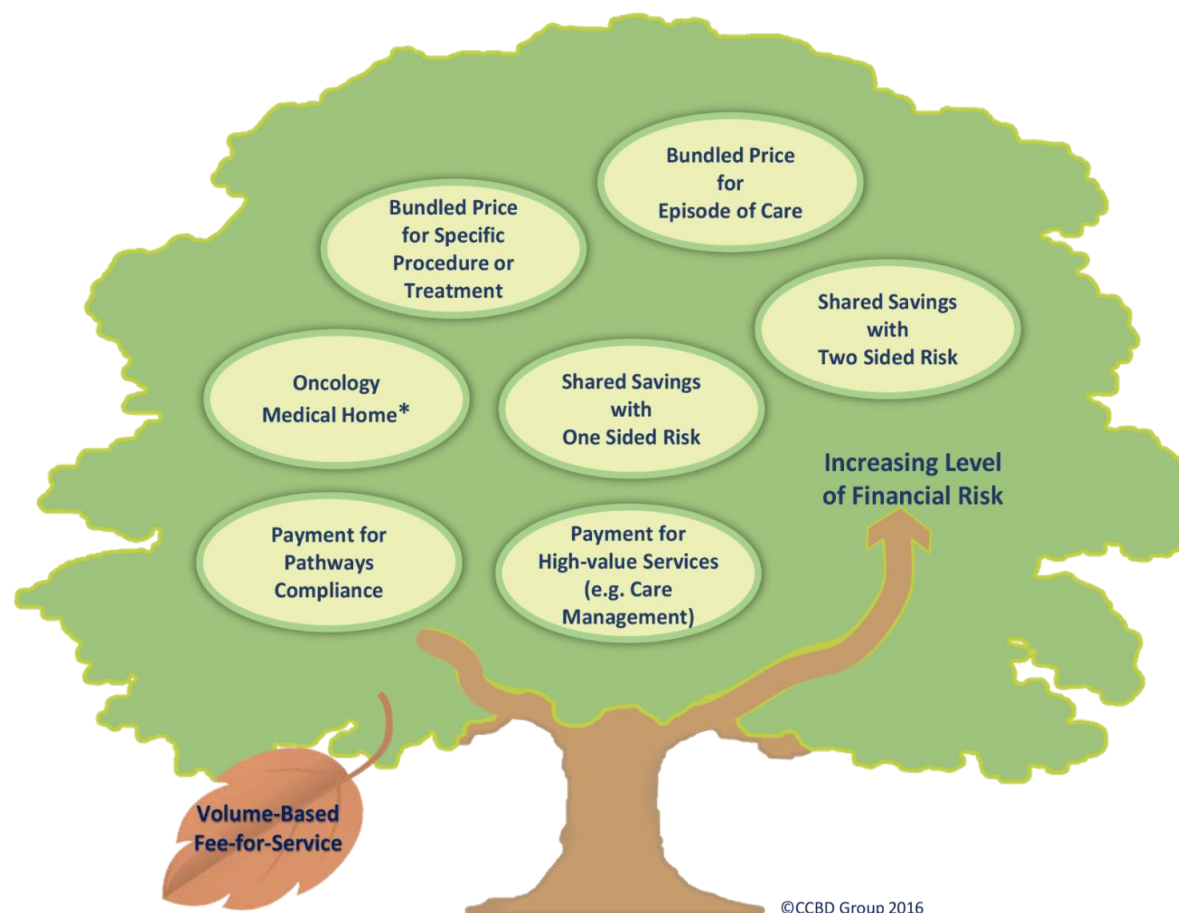 Bundled Price
for
Episode of Care
Bundled Price
for Specific
Procedure or
Treatment
Shared Savings
with
Two Sided Risk
Oncology
Medical Home*
Shared Savings
with
One Sided Risk
Increasing Level
of Financial Risk
Payment for
Pathways
Compliance
Payment for
High-value Services
(e.g. Care
Management)
Volume-Based
Fee-for-Service
©CCBD Group 2016